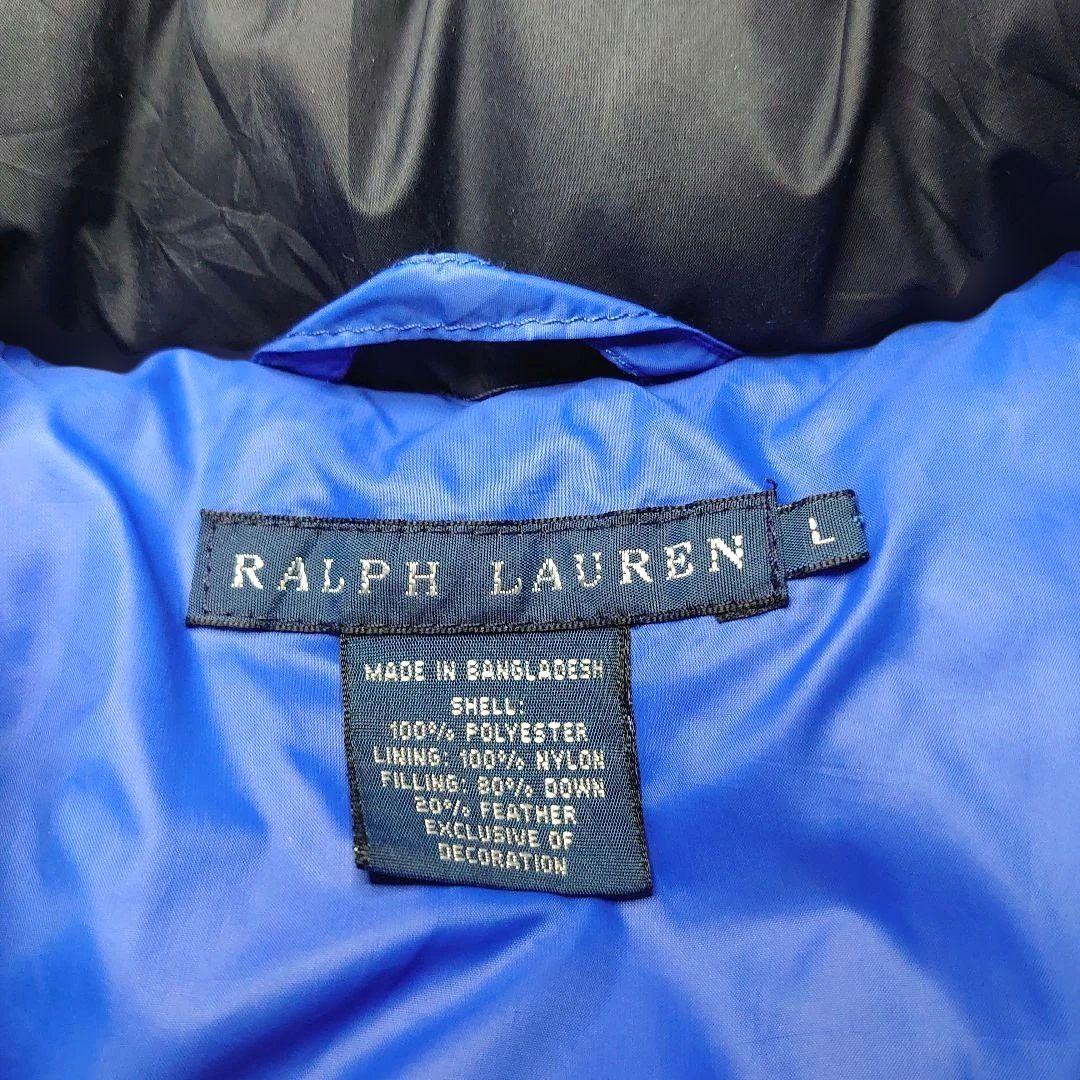 RALPH LAUREN
L
MADE IN BANGLADESH
SHELL:
100% POLYESTER
LINING: 100% NYLON
FILLING: 80% DOWN
20% FEATHER
EXCLUSIVE OF
DECORATION